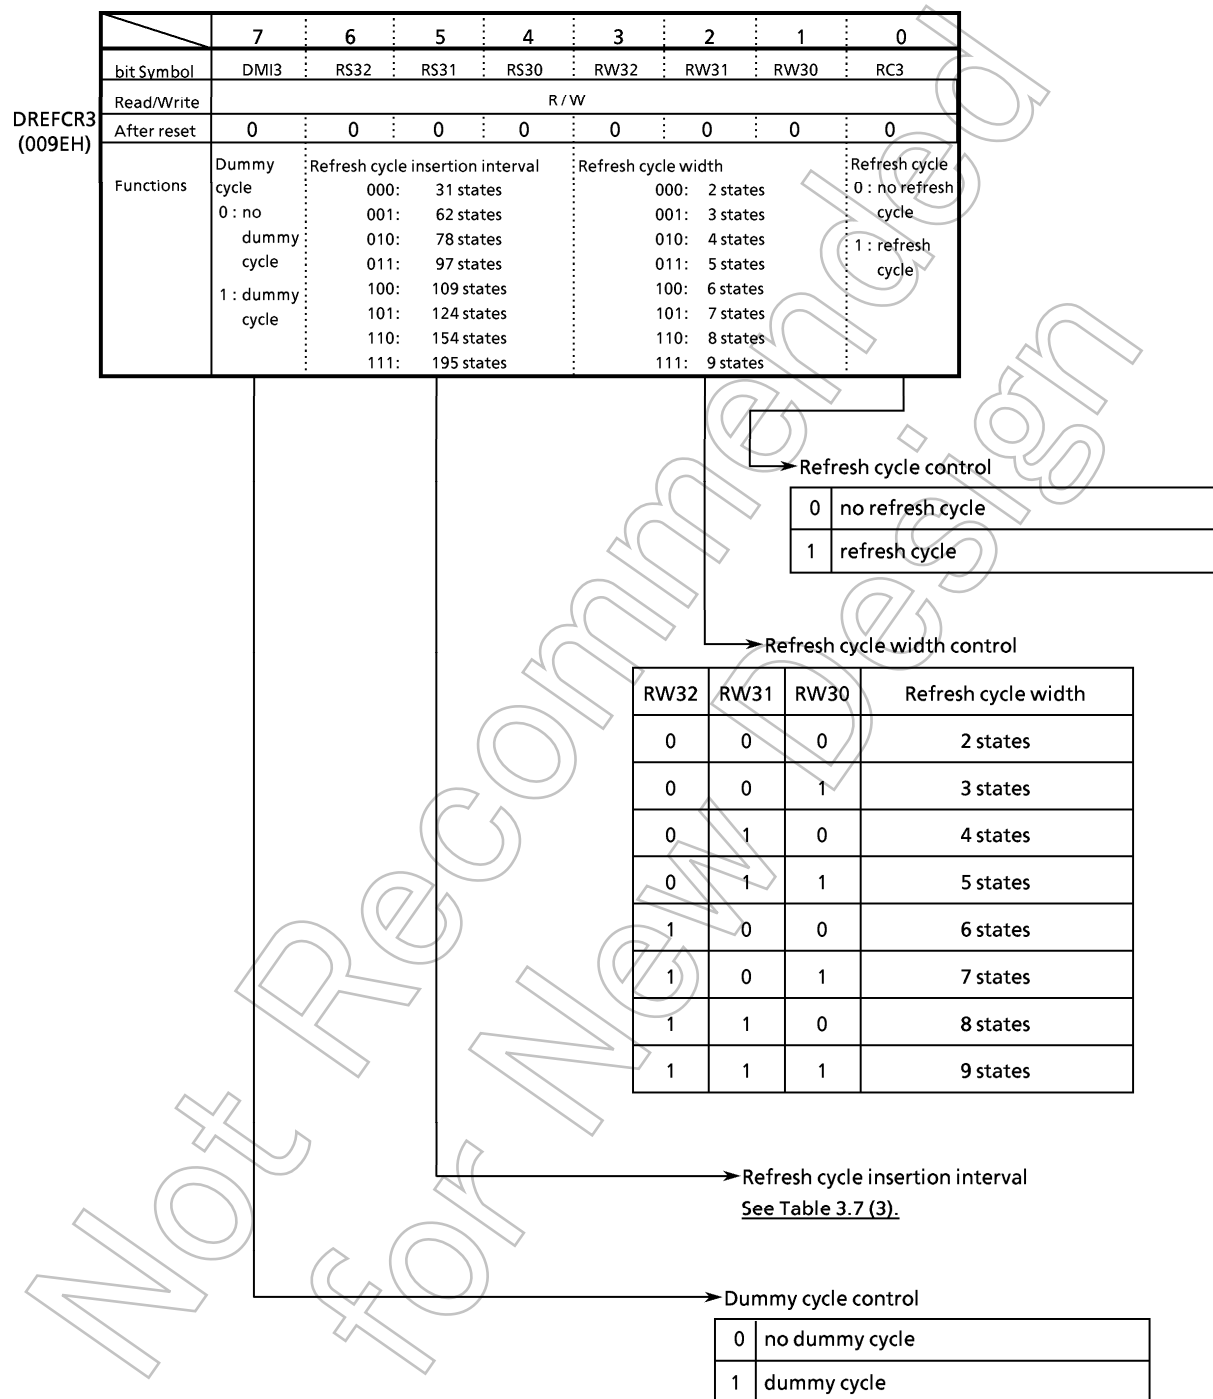 7 6 5 4 3 2 1 0
bit Symbol DMI3 RS32 RS31 RS30 RW32 RW31 RW30 RC3
Read/Write R / W
DREFCR3
(009EH)
After reset 0 0 0 0 0 0 0 0
Functions
Dummy
cycle
0 : no
dummy
cycle
1 : dummy
cycle
Refresh cycle insertion interval
000: 31 states
001: 62 states
010: 78 states
011: 97 states
100: 109 states
101: 124 states
110: 154 states
111: 195 states
Refresh cycle width
000: 2 states
001: 3 states
010: 4 states
011: 5 states
100: 6 states
101: 7 states
110: 8 states
111: 9 states
Refresh cycle
0 : no refresh
cycle
1 : refresh
cycle
Refresh cycle control
0 no refresh cycle
1 refresh cycle
Refresh cycle width control
RW32 RW31 RW30 Refresh cycle width
0 0 0 2 states
0 0 1 3 states
0 1 0 4 states
0 1 1 5 states
1 0 0 6 states
1 0 1 7 states
1 1 0 8 states
1 1 1 9 states
Refresh cycle insertion interval
See Table 3.7 (3).
Dummy cycle control
0 no dummy cycle
1 dummy cycle
Not Recommended
for New Design